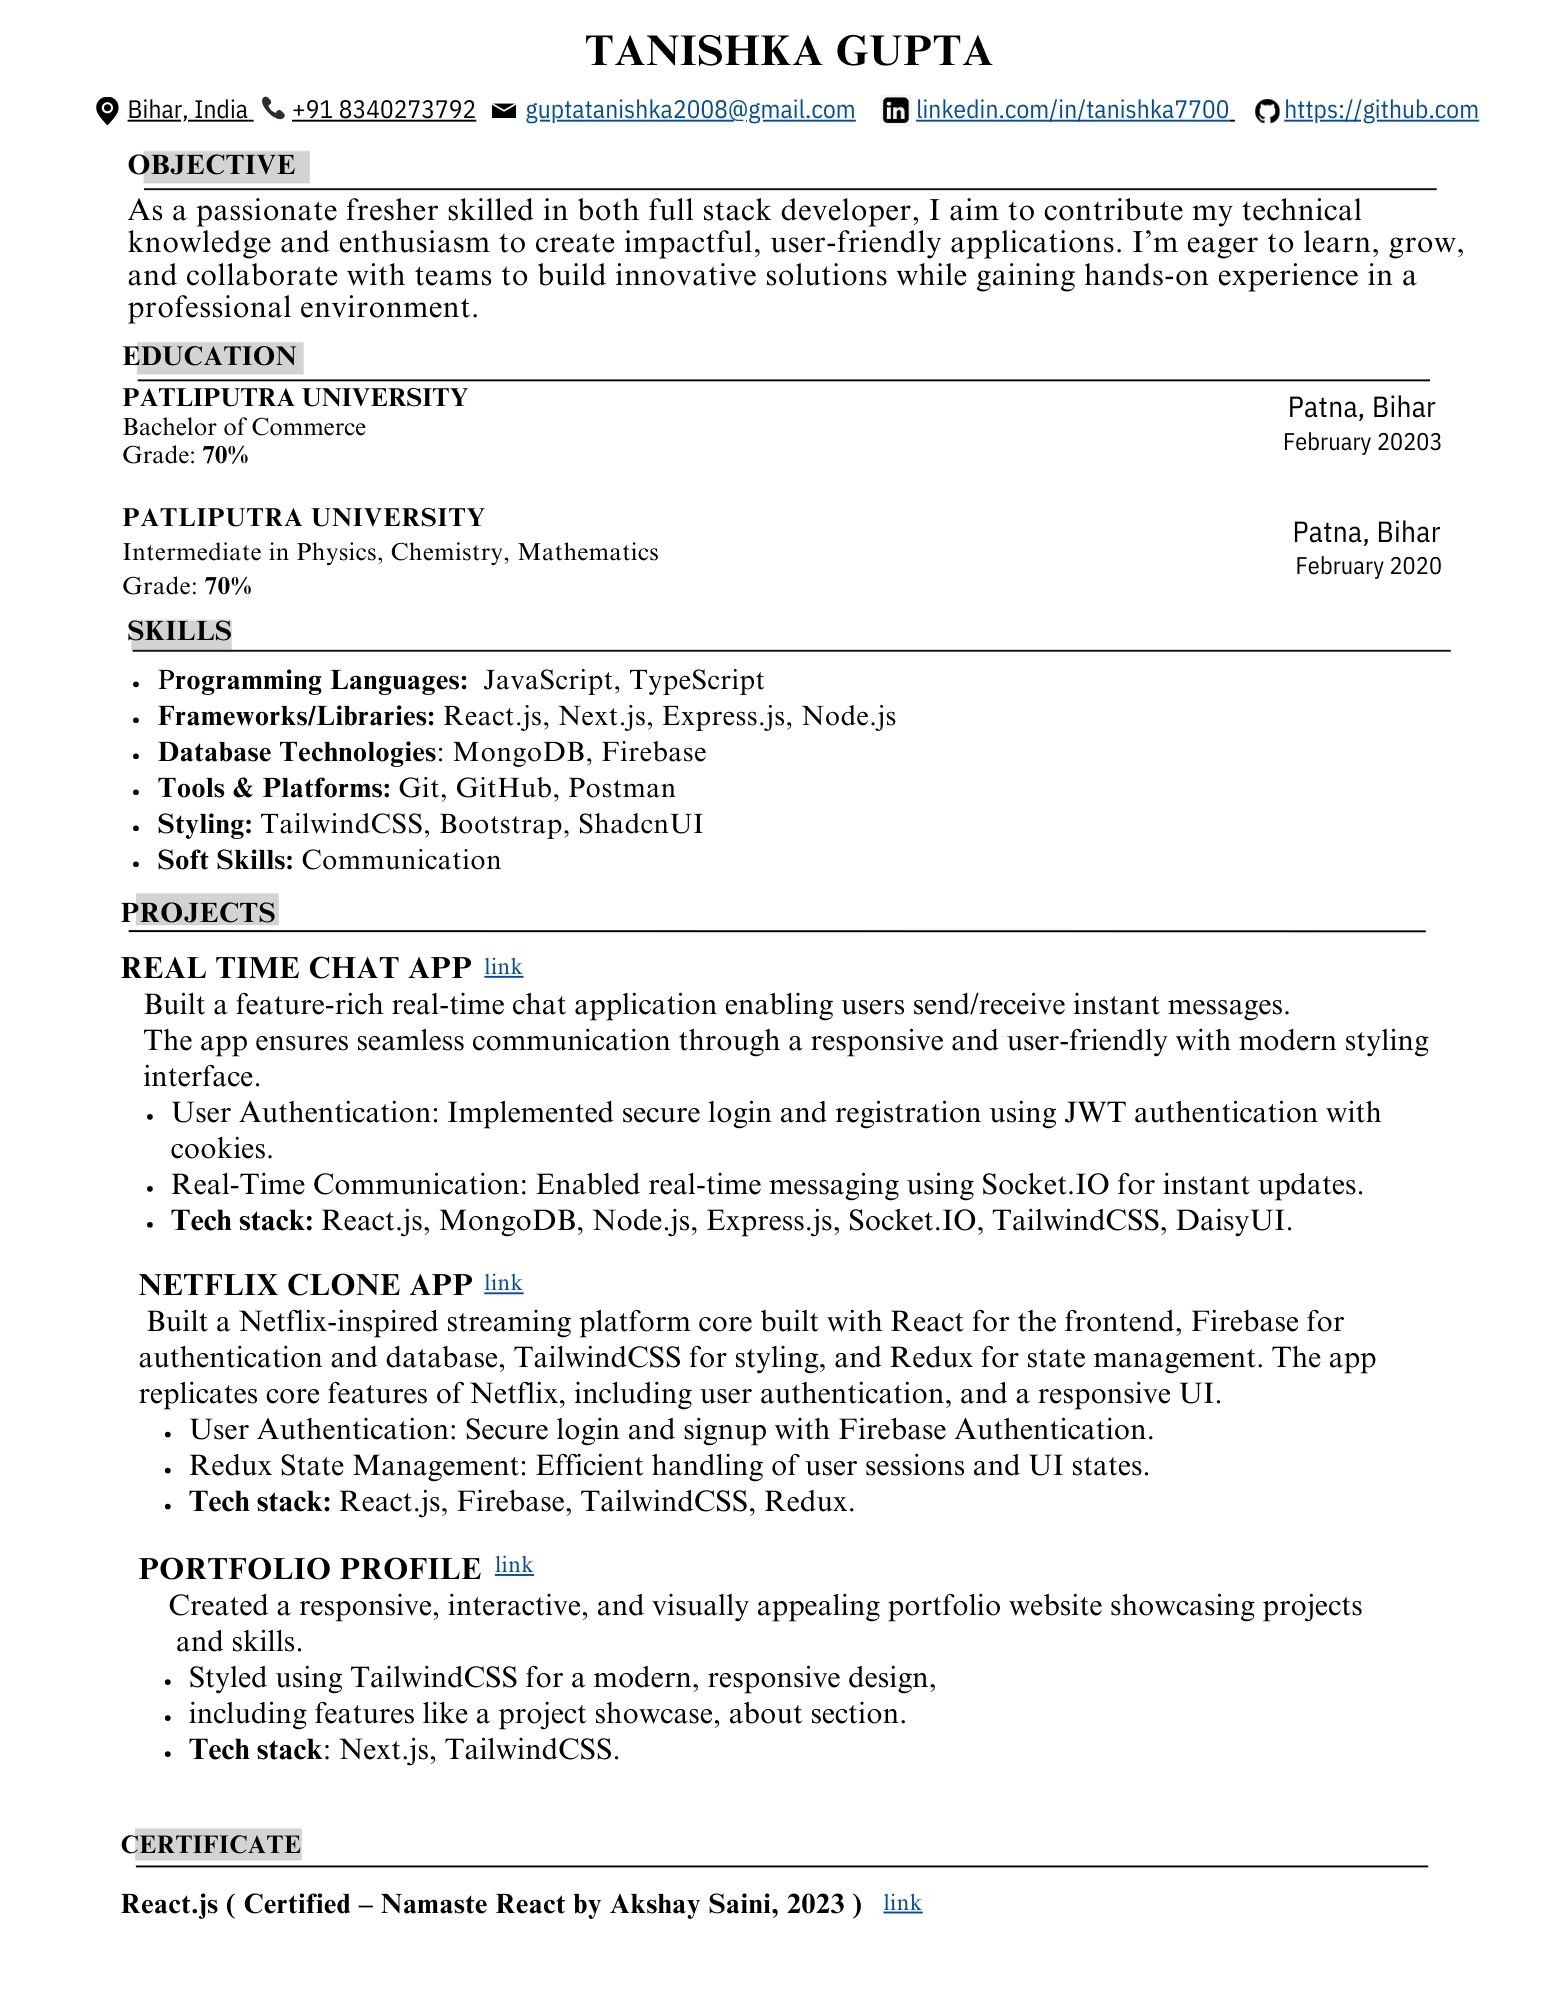 TANISHKA GUPTA
Bihar, India +91 8340273792 guptatanishka2008@gmail.com linkedin.com/in/tanishka7700 https://github.com
OBJECTIVE
As a passionate fresher skilled in both full stack developer, I aim to contribute my technical
knowledge and enthusiasm to create impactful, user-friendly applications. I'm eager to learn, grow,
and collaborate with teams to build innovative solutions while gaining hands-on experience in a
professional environment.
EDUCATION
PATLIPUTRA UNIVERSITY
Patna, Bihar
Bachelor of Commerce
February 20203
Grade: 70%
PATLIPUTRA UNIVERSITY
Patna, Bihar
Intermediate in Physics, Chemistry, Mathematics
February 2020
Grade: 70%
SKILLS
• Programming Languages: JavaScript, TypeScript
• Frameworks/Libraries: React.js, Next.js, Express.js, Node.js
• Database Technologies: MongoDB, Firebase
• Tools & Platforms: Git, GitHub, Postman
• Styling: TailwindCSS, Bootstrap, ShadcnUI
• Soft Skills: Communication
PROJECTS
REAL TIME CHAT APP link
Built a feature-rich real-time chat application enabling users send/receive instant messages.
The app ensures seamless communication through a responsive and user-friendly with modern styling
interface.
• User Authentication: Implemented secure login and registration using JWT authentication with
cookies.
• Real-Time Communication: Enabled real-time messaging using Socket.IO for instant updates.
• Tech stack: React.js, MongoDB, Node.js, Express.js, Socket.IO, TailwindCSS, DaisyUI.
NETFLIX CLONE APP link
Built a Netflix-inspired streaming platform core built with React for the frontend, Firebase for
authentication and database, TailwindCSS for styling, and Redux for state management. The app
replicates core features of Netflix, including user authentication, and a responsive UI.
• User Authentication: Secure login and signup with Firebase Authentication.
• Redux State Management: Efficient handling of user sessions and UI states.
• Tech stack: React.js, Firebase, TailwindCSS, Redux.
PORTFOLIO PROFILE link
Created a responsive, interactive, and visually appealing portfolio website showcasing projects
and skills.
• Styled using TailwindCSS for a modern, responsive design,
• including features like a project showcase, about section.
• Tech stack: Next.js, TailwindCSS.
CERTIFICATE
React.js ( Certified – Namaste React by Akshay Saini, 2023 ) link